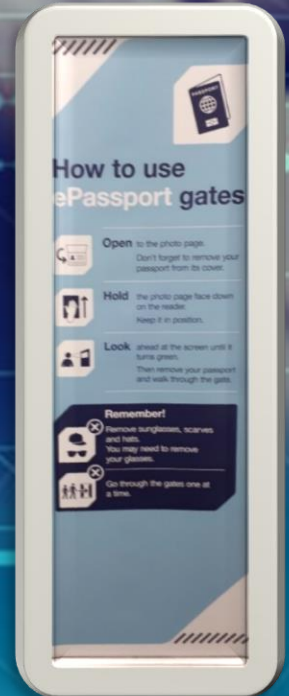 PASSPORT
How to use
ePassport gates
Open to the photo page.
Don't forget to remove your
passport from its cover.
Hold the photo page face down
on the reader.
Keep it in position.
Look ahead at the screen until it
turns green.
Then remove your passport
and walk through the gate.
Remember!
Remove sunglasses, scarves
and hats.
You may need to remove
your glasses.
Go through the gates one at
a time.